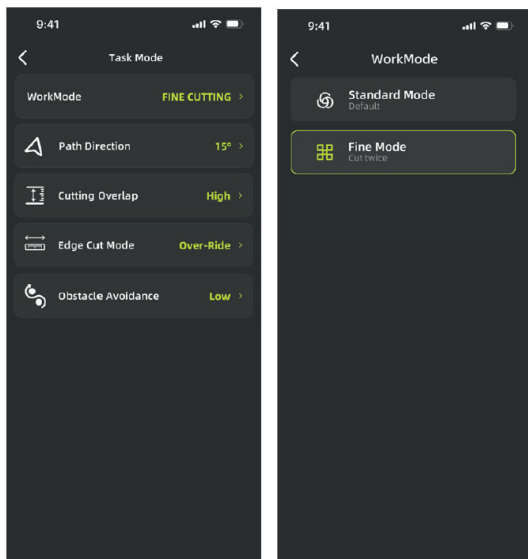 9:41
Task Mode
WorkMode FINE CUTTING >
Path Direction 15° >
Cutting Overlap High >
Edge Cut Mode Over-Ride >
Obstacle Avoidance Low >
9:41
WorkMode
Standard Mode
Default
Fine Mode
Cut twice